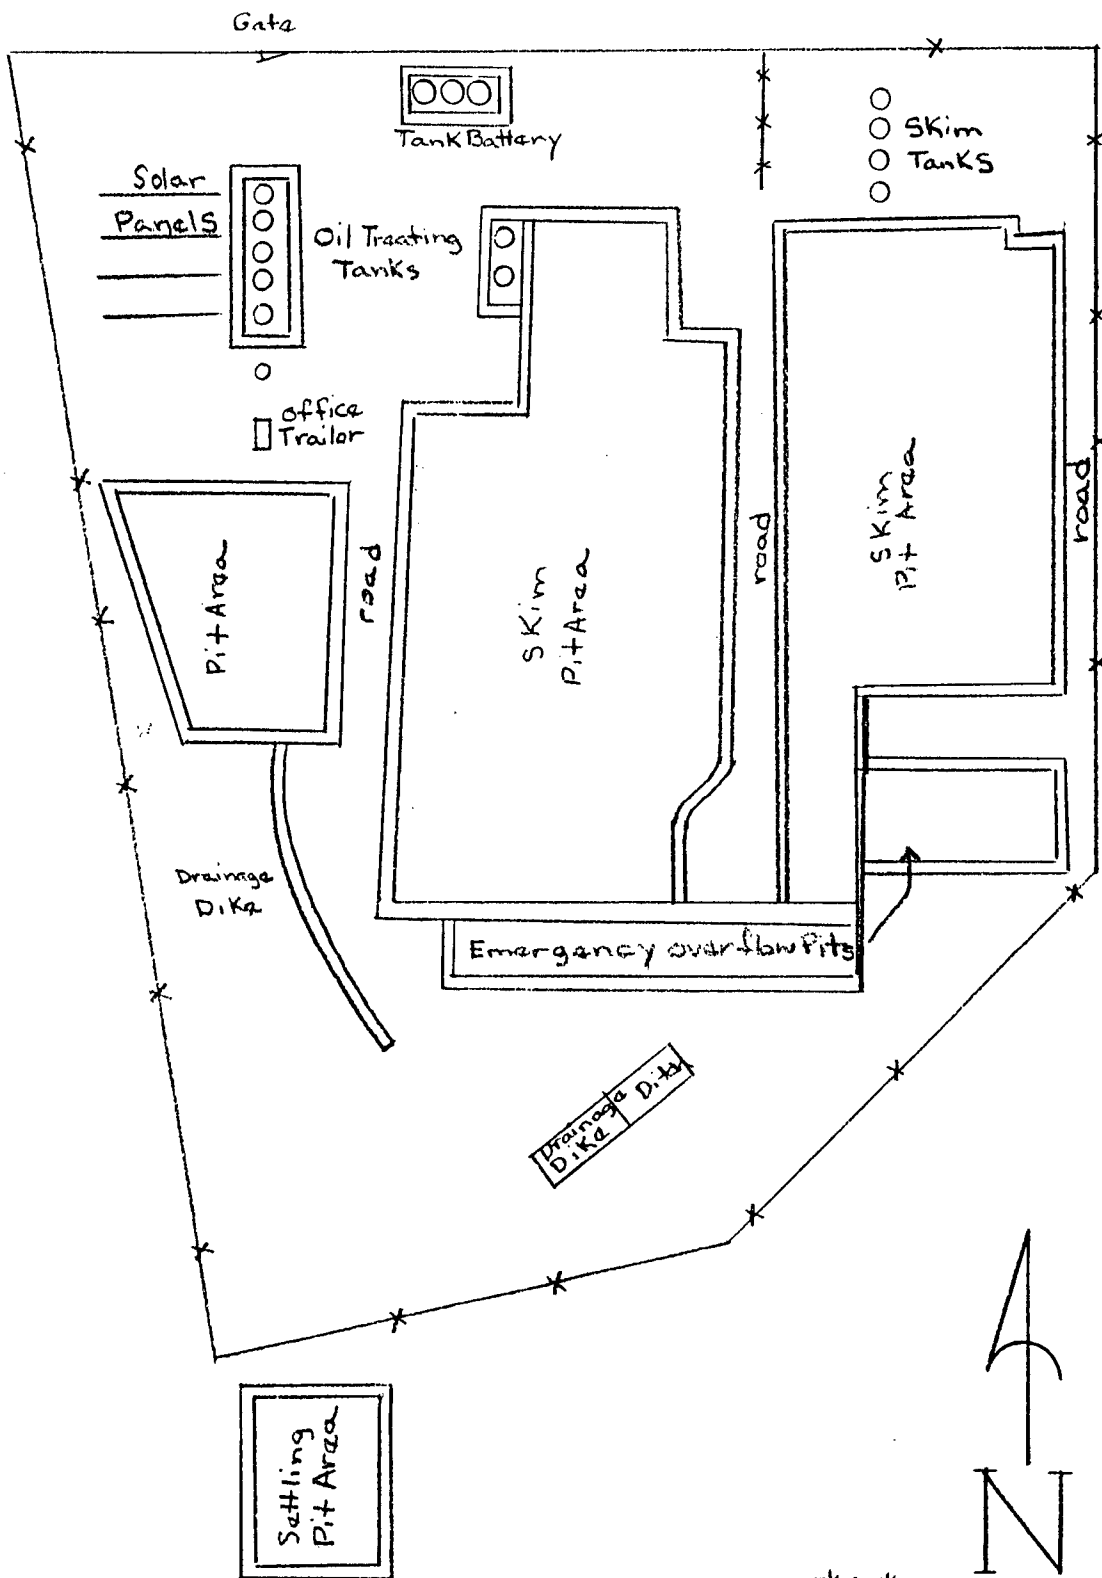 Gate
Tank Battery
Skim
Tanks
Solar
Panels
Oil Treating
Tanks
office
Trailor
Pit Area
road
Skim
Pit Area
road
Skim
Pit Area
road
Drainage
Dike
Emergency overflow Pits
Drainage
Dike
Ditch
Settling
Pit Area
N